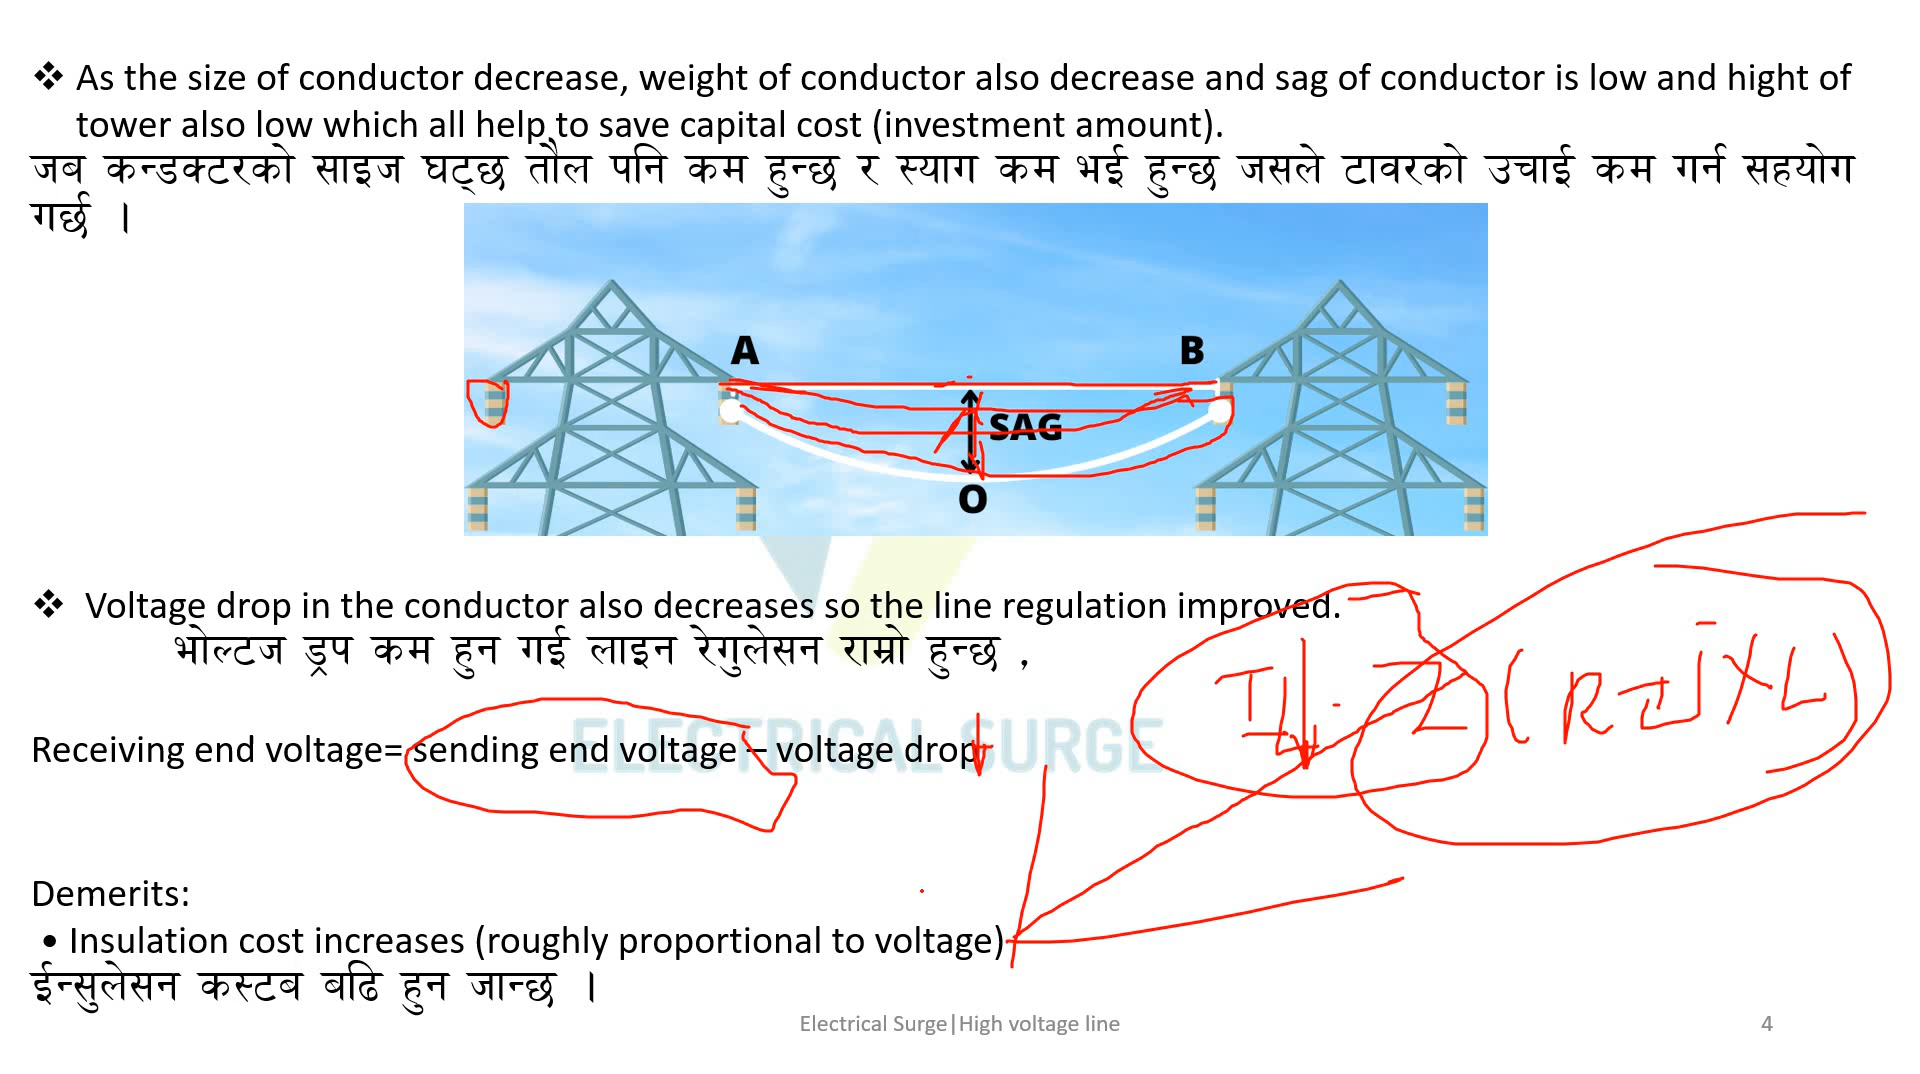 ❖ As the size of conductor decrease, weight of conductor also decrease and sag of conductor is low and hight of
tower also low which all help to save capital cost (investment amount).
जब कन्डक्टरको साइज घट्छ तौल पनि कम हुन्छ र स्याग कम भई हुन्छ जसले टावरको उचाई कम गर्न सहयोग
गर्छ ।
A
B
SAG
O
❖ Voltage drop in the conductor also decreases so the line regulation improved.
भोल्टज ड्रप कम हुन गई लाइन रेगुलेसन राम्रो हुन्छ ,
I↓ · Z (R+jXL)
ELECTRICAL SURGE
Receiving end voltage= sending end voltage – voltage drop
Demerits:
• Insulation cost increases (roughly proportional to voltage)
ईन्सुलेसन कस्टब बढि हुन जान्छ ।
Electrical Surge|High voltage line
4